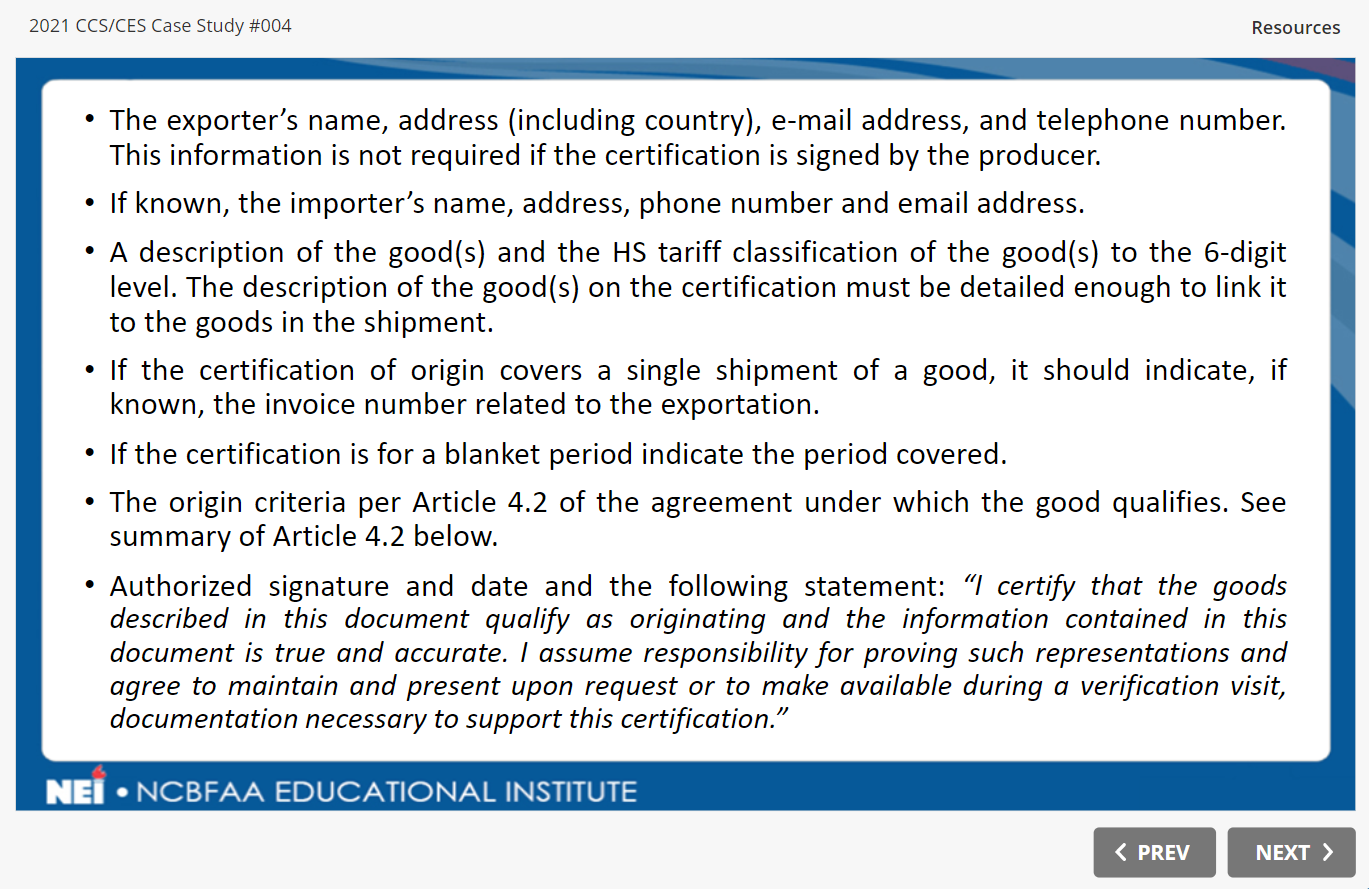 2021 CCS/CES Case Study #004
Resources
• The exporter’s name, address (including country), e-mail address, and telephone number.
This information is not required if the certification is signed by the producer.
• If known, the importer’s name, address, phone number and email address.
• A description of the good(s) and the HS tariff classification of the good(s) to the 6-digit
level. The description of the good(s) on the certification must be detailed enough to link it
to the goods in the shipment.
• If the certification of origin covers a single shipment of a good, it should indicate, if
known, the invoice number related to the exportation.
• If the certification is for a blanket period indicate the period covered.
• The origin criteria per Article 4.2 of the agreement under which the good qualifies. See
summary of Article 4.2 below.
• Authorized signature and date and the following statement: “I certify that the goods
described in this document qualify as originating and the information contained in this
document is true and accurate. I assume responsibility for proving such representations and
agree to maintain and present upon request or to make available during a verification visit,
documentation necessary to support this certification.”
NEI • NCBFAA EDUCATIONAL INSTITUTE
PREV
NEXT